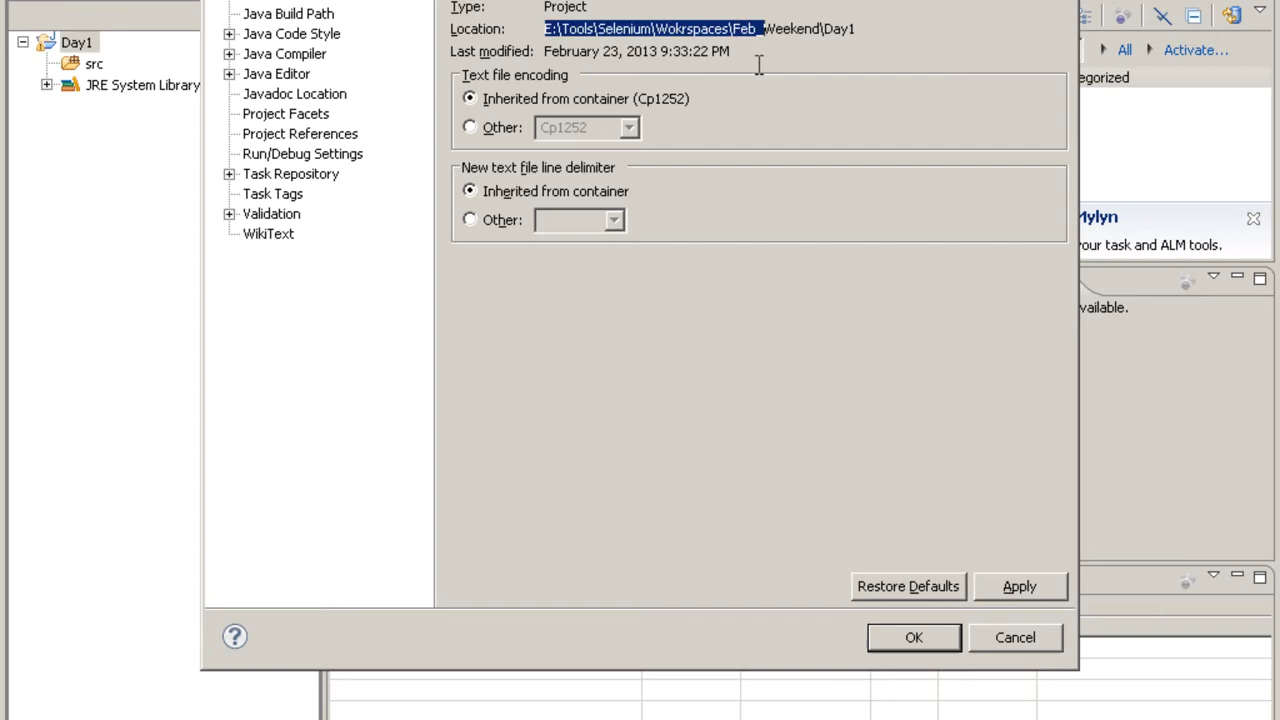 Day1
src
JRE System Library
Java Build Path
Java Code Style
Java Compiler
Java Editor
Javadoc Location
Project Facets
Project References
Run/Debug Settings
Task Repository
Task Tags
Validation
WikiText
Type: Project
Location: E:\Tools\Selenium\Wokrspaces\Feb_Weekend\Day1
Last modified: February 23, 2013 9:33:22 PM
Text file encoding
Inherited from container (Cp1252)
Other: Cp1252
New text file line delimiter
Inherited from container
Other:
Restore Defaults Apply
OK Cancel
All Activate...
egorized
Mylyn
your task and ALM tools.
vailable.